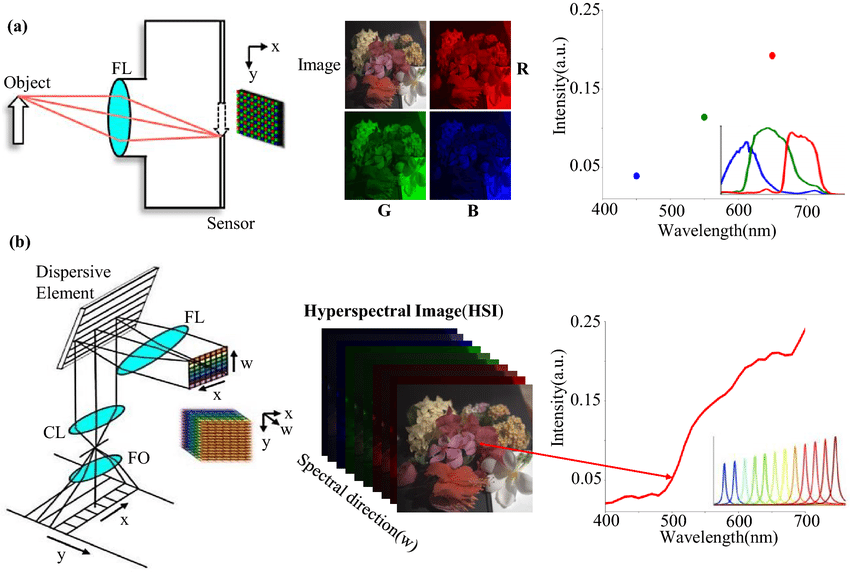 (a)
Object
FL
x
y
Sensor
Image
R
G
B
Intensity(a.u.)
0.25
0.15
0.05
400
500
600
700
Wavelength(nm)
(b)
Dispersive
Element
FL
w
x
CL
FO
x
y
x
w
y
Hyperspectral Image(HSI)
Spectral direction(w)
Intensity(a.u.)
0.25
0.15
0.05
400
500
600
700
Wavelength(nm)